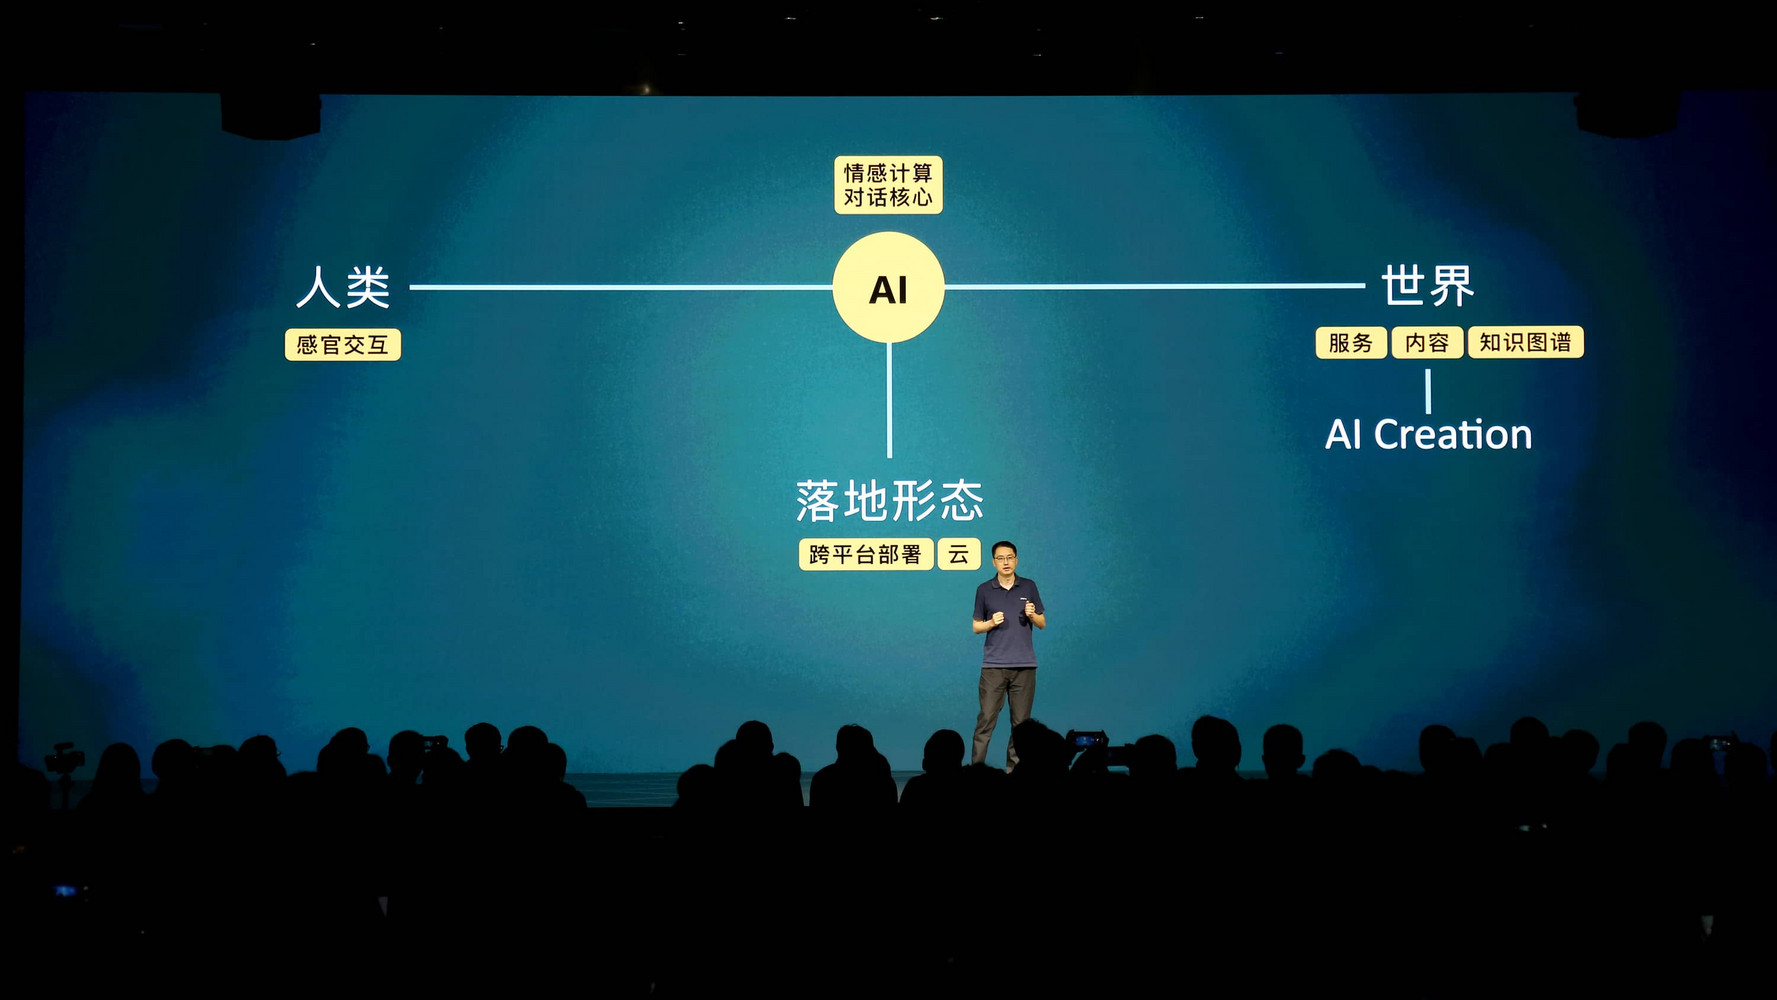 情感计算
对话核心
AI
人类
世界
感官交互
服务 内容 知识图谱
AI Creation
落地形态
跨平台部署 云